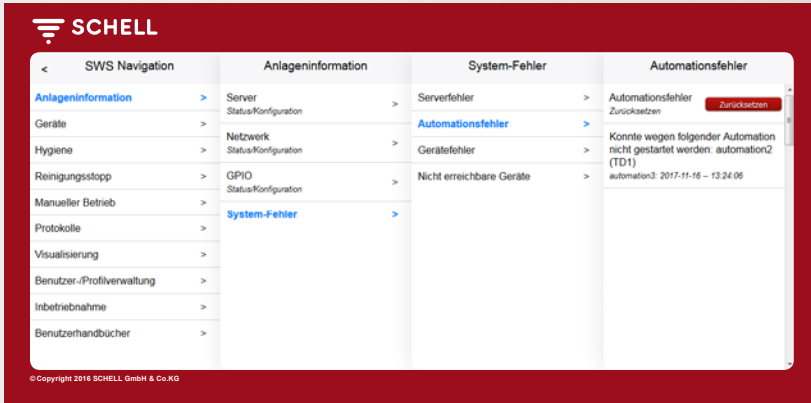 SCHELL
< SWS Navigation
Anlageninformation >
Geräte >
Hygiene >
Reinigungsstopp >
Manueller Betrieb >
Protokolle >
Visualisierung >
Benutzer-/Profilverwaltung >
Inbetriebnahme >
Benutzerhandbücher >
Anlageninformation
Server >
Status/Konfiguration
Netzwerk >
Status/Konfiguration
GPIO >
Status/Konfiguration
System-Fehler >
System-Fehler
Serverfehler >
Automationsfehler >
Gerätefehler >
Nicht erreichbare Geräte >
Automationsfehler
Automationsfehler
Zurücksetzen
Zurücksetzen
Konnte wegen folgender Automation
nicht gestartet werden: automation2
(TD1)
automation3: 2017-11-16 -- 13:24:06
© Copyright 2016 SCHELL GmbH & Co.KG